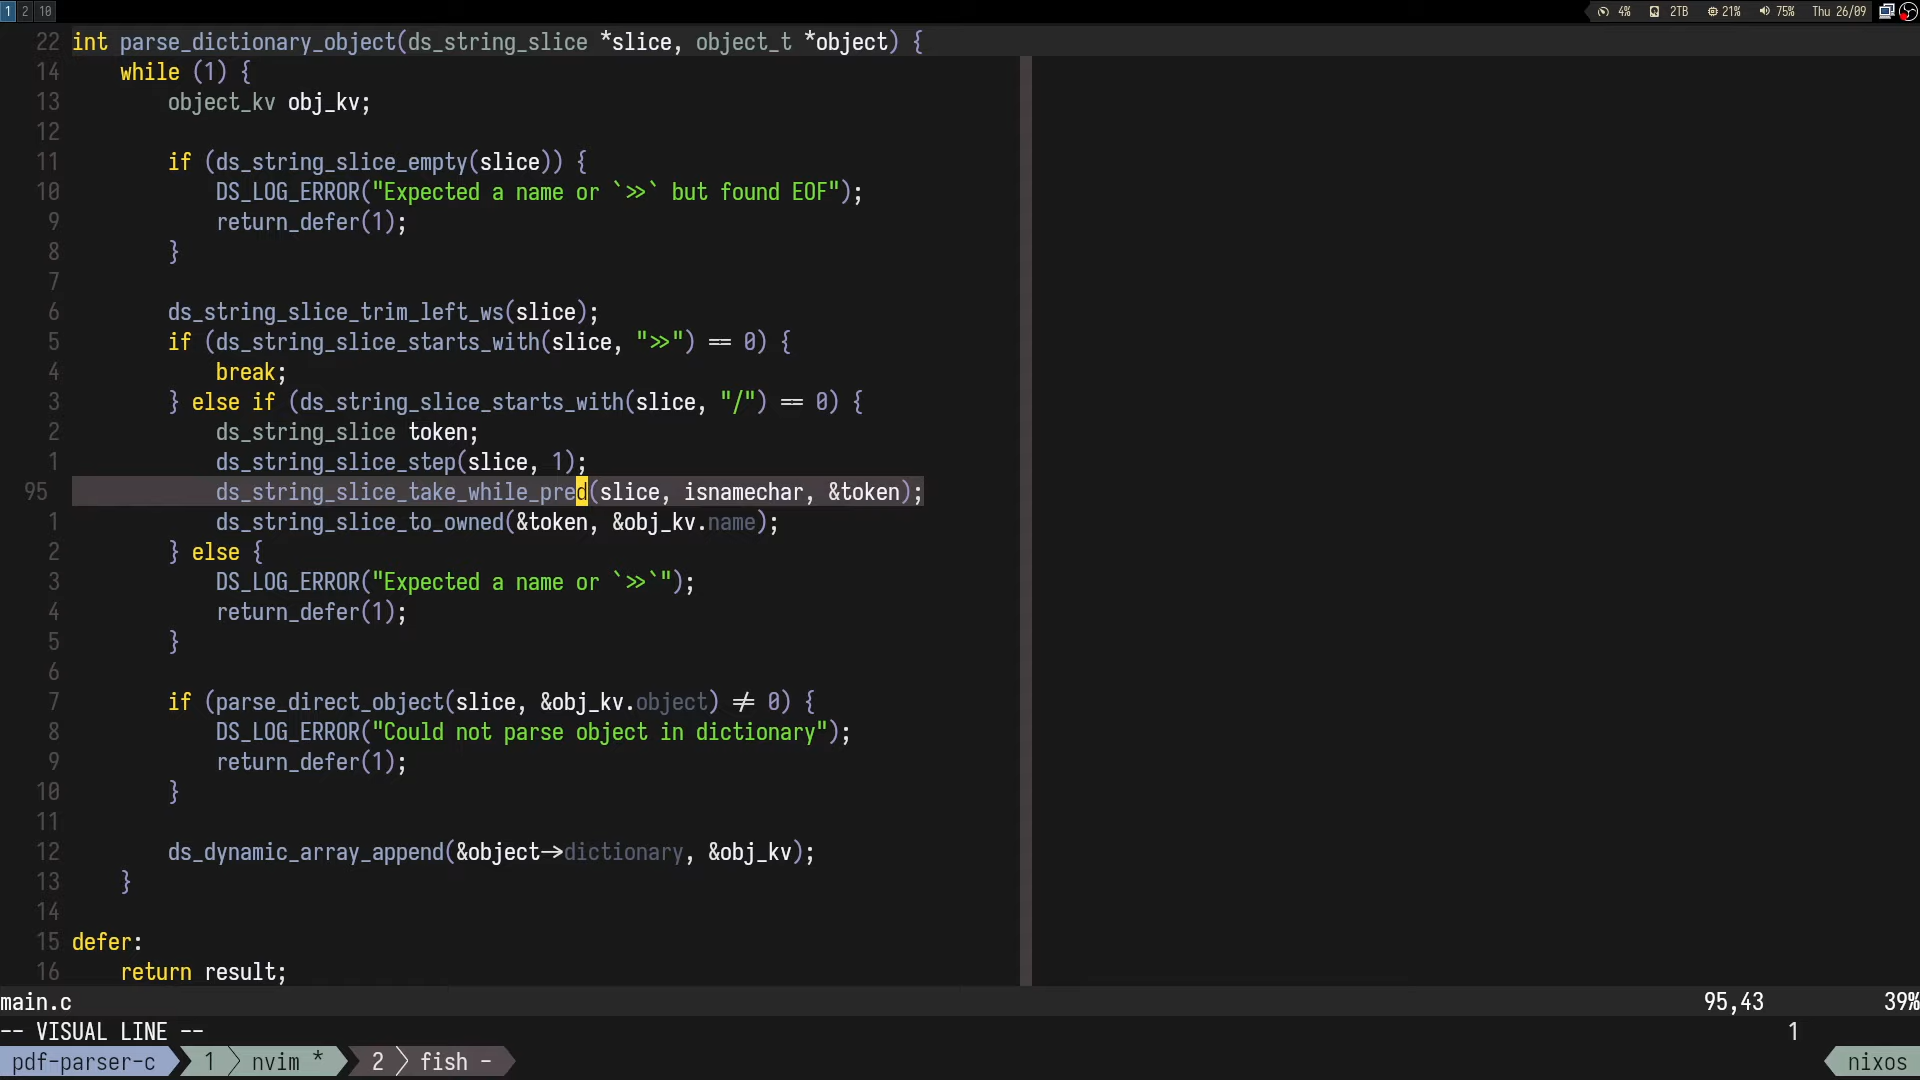 1 2 10 4% 2TB 21% 75% Thu 26/09
22 int parse_dictionary_object(ds_string_slice *slice, object_t *object) {
14 while (1) {
13 object_kv obj_kv;
12
11 if (ds_string_slice_empty(slice)) {
10 DS_LOG_ERROR("Expected a name or `>>` but found EOF");
9 return_defer(1);
8 }
7
6 ds_string_slice_trim_left_ws(slice);
5 if (ds_string_slice_starts_with(slice, ">>") == 0) {
4 break;
3 } else if (ds_string_slice_starts_with(slice, "/") == 0) {
2 ds_string_slice token;
1 ds_string_slice_step(slice, 1);
95 ds_string_slice_take_while_pred(slice, isnamechar, &token);
1 ds_string_slice_to_owned(&token, &obj_kv.name);
2 } else {
3 DS_LOG_ERROR("Expected a name or `>>`");
4 return_defer(1);
5 }
6
7 if (parse_direct_object(slice, &obj_kv.object) != 0) {
8 DS_LOG_ERROR("Could not parse object in dictionary");
9 return_defer(1);
10 }
11
12 ds_dynamic_array_append(&object->dictionary, &obj_kv);
13 }
14
15 defer:
16 return result;
main.c 95,43 39%
-- VISUAL LINE -- 1
pdf-parser-c 1 nvim * 2 fish - nixos